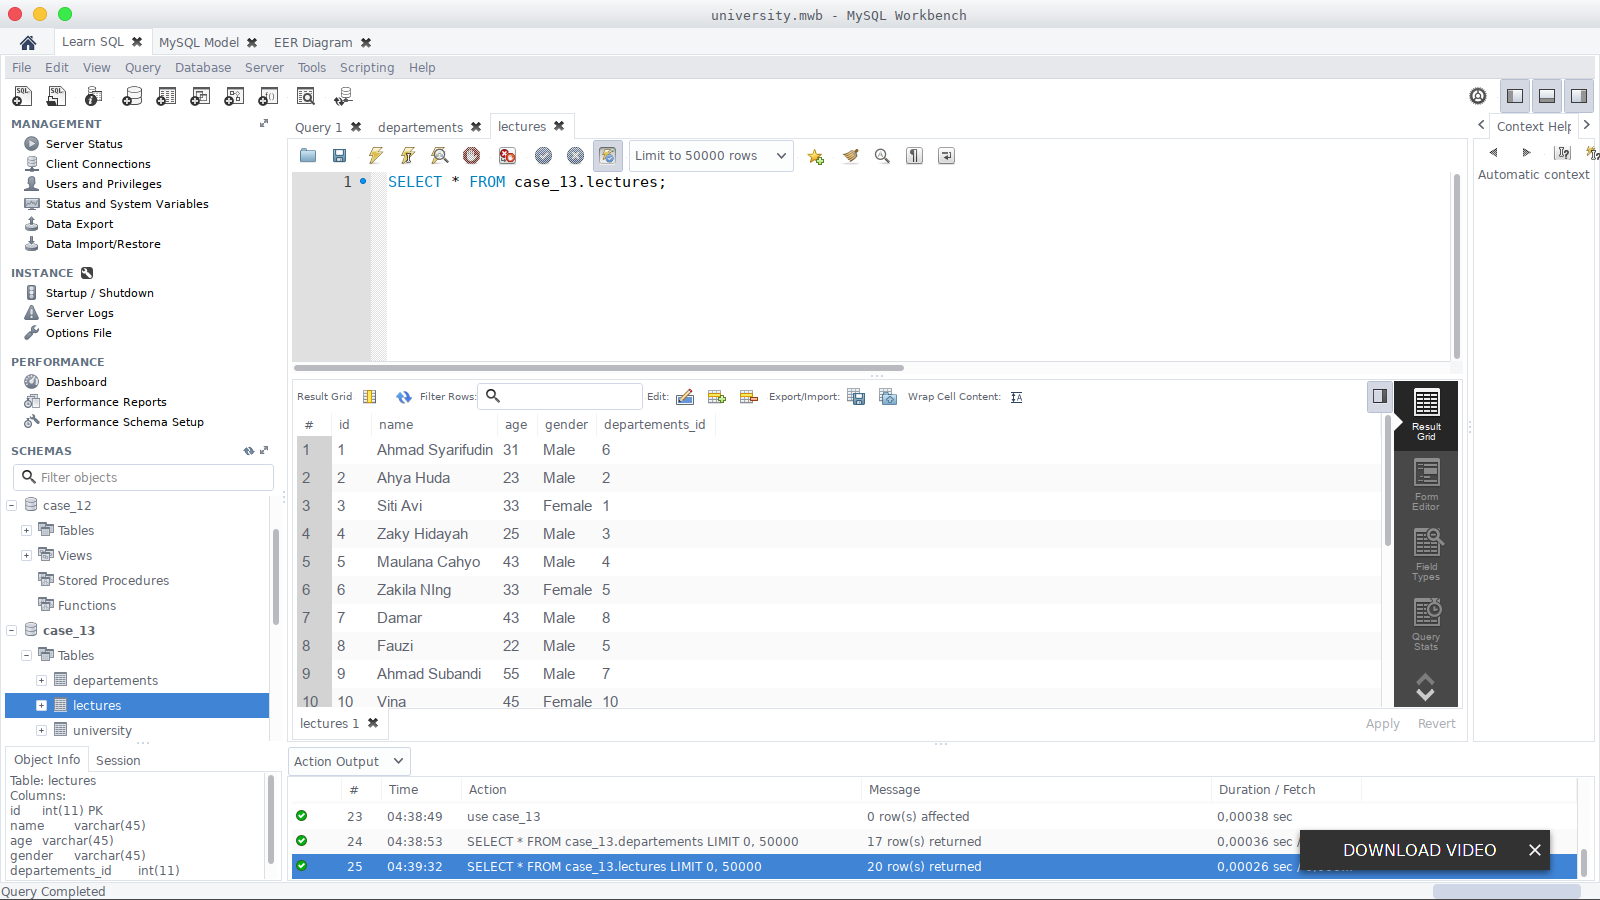 university.mwb - MySQL Workbench
Learn SQL
MySQL Model
EER Diagram
File Edit View Query Database Server Tools Scripting Help
MANAGEMENT
Server Status
Client Connections
Users and Privileges
Status and System Variables
Data Export
Data Import/Restore
INSTANCE
Startup / Shutdown
Server Logs
Options File
PERFORMANCE
Dashboard
Performance Reports
Performance Schema Setup
SCHEMAS
Filter objects
case_12
Tables
Views
Stored Procedures
Functions
case_13
Tables
departements
lectures
university
Object Info Session
Table: lectures
Columns:
id int(11) PK
name varchar(45)
age varchar(45)
gender varchar(45)
departements_id int(11)
Query Completed
Query 1 departements lectures
Limit to 50000 rows
1 SELECT * FROM case_13.lectures;
Result Grid Filter Rows: Edit: Export/Import: Wrap Cell Content:
# id name age gender departements_id
1 1 Ahmad Syarifudin 31 Male 6
2 2 Ahya Huda 23 Male 2
3 3 Siti Avi 33 Female 1
4 4 Zaky Hidayah 25 Male 3
5 5 Maulana Cahyo 43 Male 4
6 6 Zakila NIng 33 Female 5
7 7 Damar 43 Male 8
8 8 Fauzi 22 Male 5
9 9 Ahmad Subandi 55 Male 7
10 10 Vina 45 Female 10
Result
Grid
Form
Editor
Field
Types
Query
Stats
lectures 1
Apply Revert
Context Help
Automatic context
Action Output
# Time Action Message Duration / Fetch
23 04:38:49 use case_13 0 row(s) affected 0,00038 sec
24 04:38:53 SELECT * FROM case_13.departements LIMIT 0, 50000 17 row(s) returned 0,00036 sec /
25 04:39:32 SELECT * FROM case_13.lectures LIMIT 0, 50000 20 row(s) returned 0,00026 sec /
DOWNLOAD VIDEO